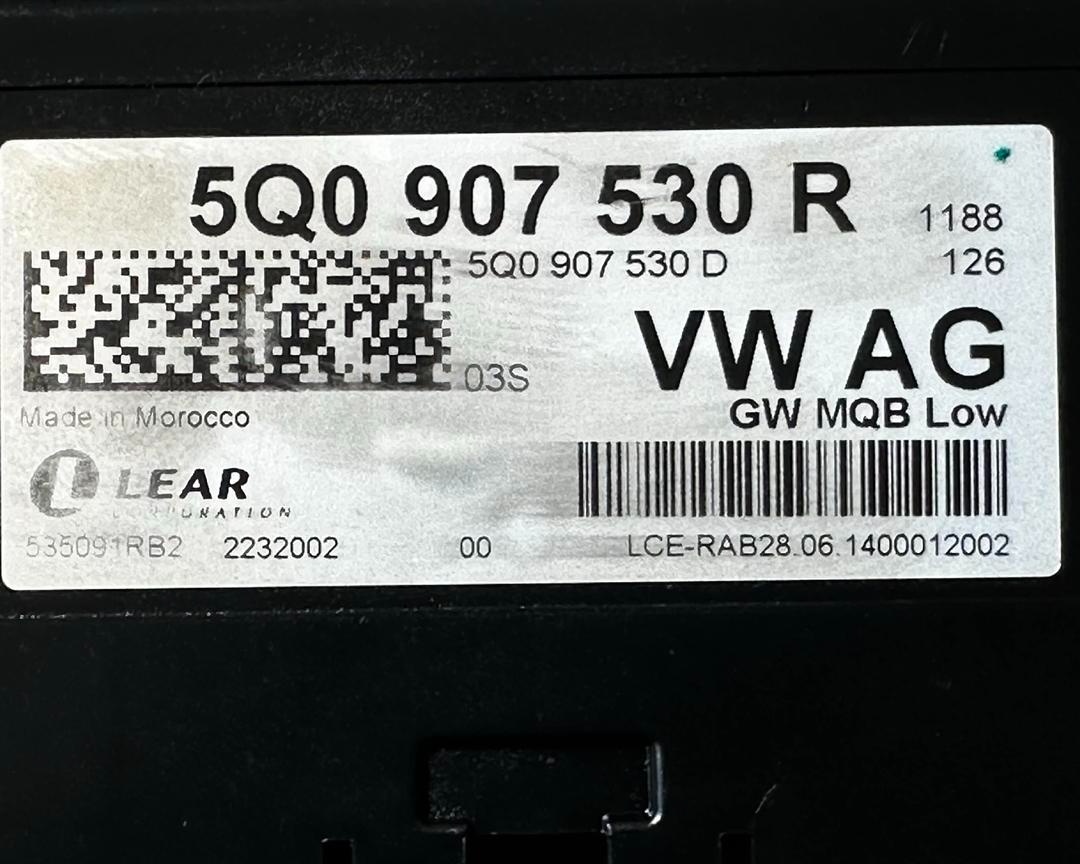 5Q0 907 530 R
1188
5Q0 907 530 D
126
03S
VW AG
GW MQB Low
Made in Morocco
LEAR
CORPORATION
535091RB2 2232002 00 LCE-RAB28.06.1400012002